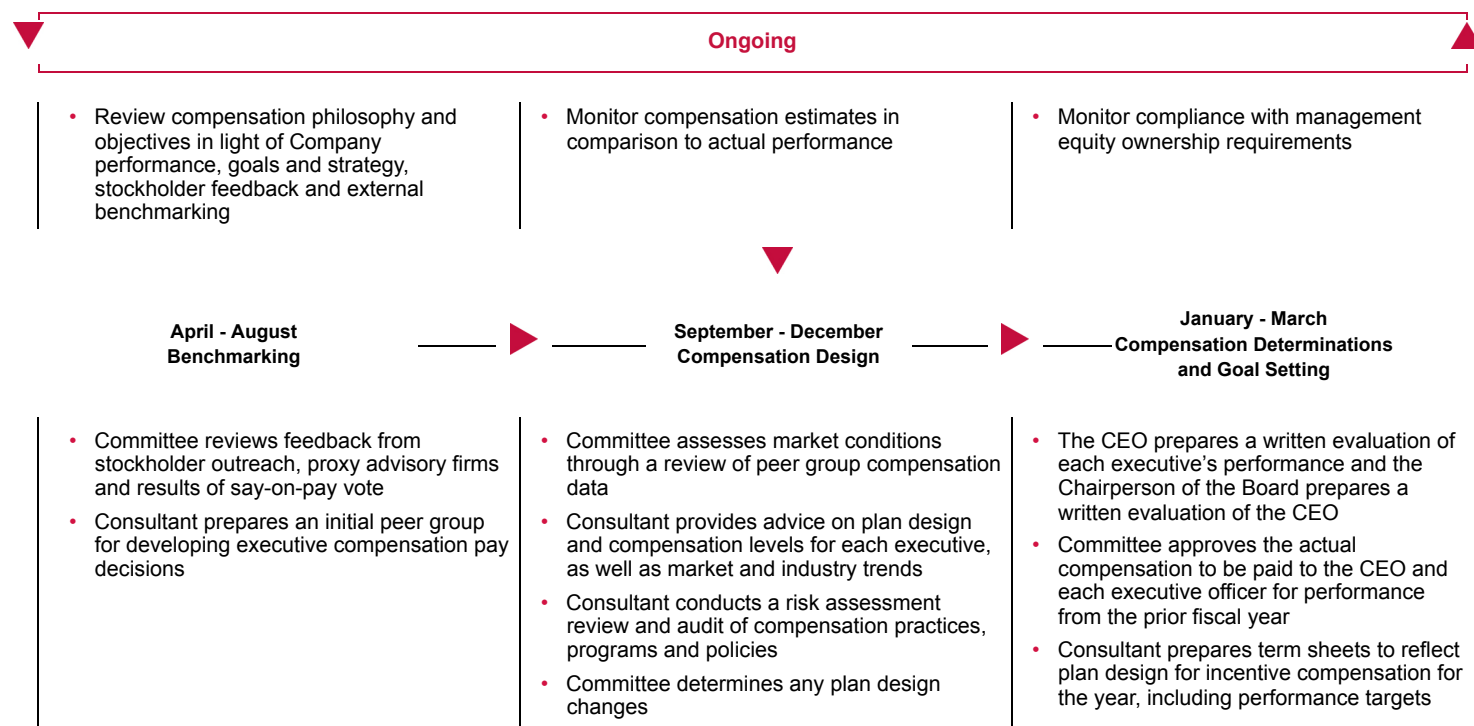 Ongoing
• Review compensation philosophy and
objectives in light of Company
performance, goals and strategy,
stockholder feedback and external
benchmarking
• Monitor compensation estimates in
comparison to actual performance
• Monitor compliance with management
equity ownership requirements
April - August
Benchmarking
September - December
Compensation Design
January - March
Compensation Determinations
and Goal Setting
• Committee reviews feedback from
stockholder outreach, proxy advisory firms
and results of say-on-pay vote
• Consultant prepares an initial peer group
for developing executive compensation pay
decisions
• Committee assesses market conditions
through a review of peer group compensation
data
• Consultant provides advice on plan design
and compensation levels for each executive,
as well as market and industry trends
• Consultant conducts a risk assessment
review and audit of compensation practices,
programs and policies
• Committee determines any plan design
changes
• The CEO prepares a written evaluation of
each executive’s performance and the
Chairperson of the Board prepares a
written evaluation of the CEO
• Committee approves the actual
compensation to be paid to the CEO and
each executive officer for performance
from the prior fiscal year
• Consultant prepares term sheets to reflect
plan design for incentive compensation for
the year, including performance targets